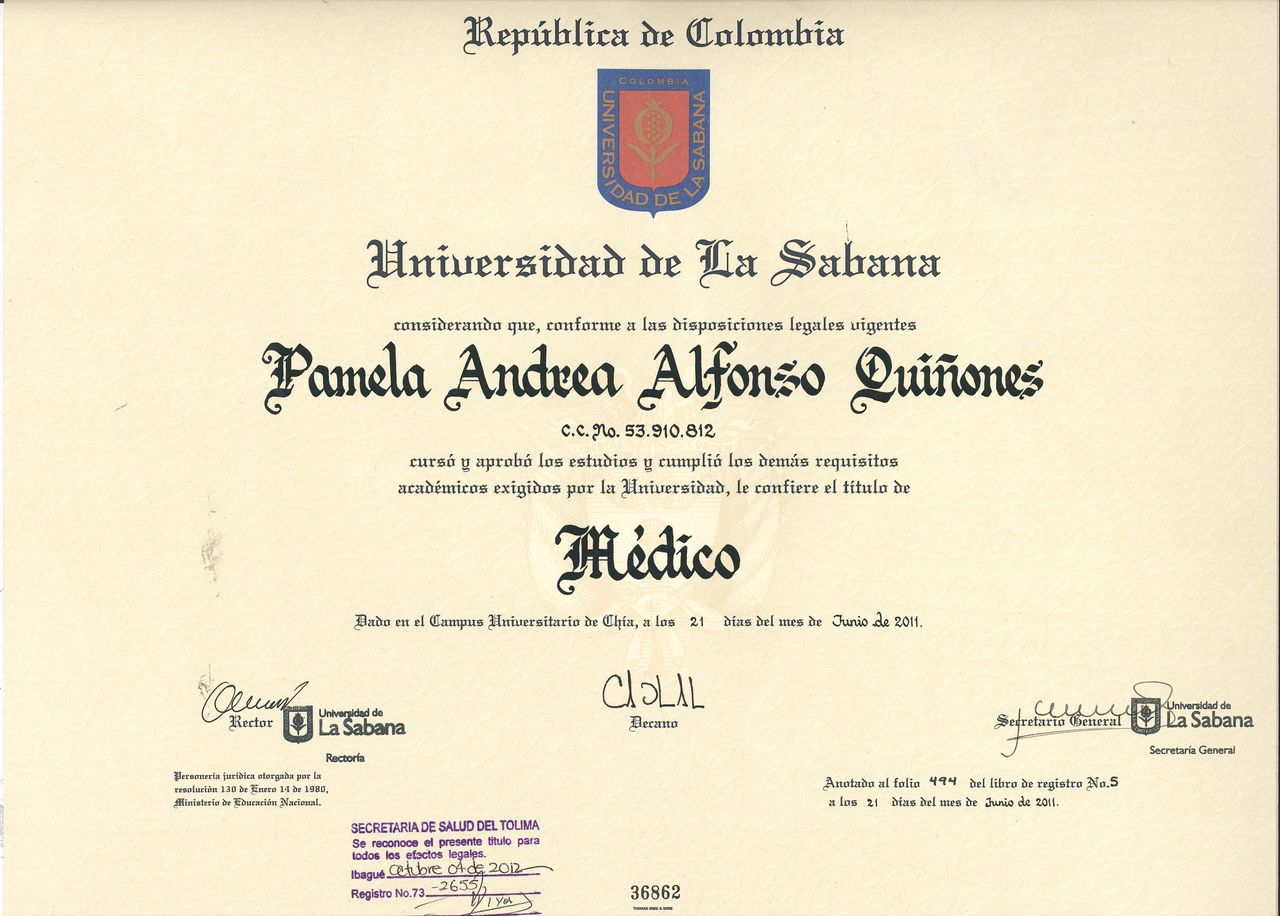 República de Colombia
COLOMBIA
UNIVERSIDAD DE LA SABANA
Universidad de La Sabana
considerando que, conforme a las disposiciones legales vigentes
Pamela Andrea Alfonso Quiñones
C.C. No. 53.910.812
cursó y aprobó los estudios y cumplió los demás requisitos
académicos exigidos por la Universidad, le confiere el título de
Médico
Dado en el Campus Universitario de Chía, a los 21 días del mes de Junio de 2011.
Rector
Universidad de
La Sabana
Rectoría
Decano
Secretario General
Universidad de
La Sabana
Secretaría General
Personería jurídica otorgada por la
resolución 130 de Enero 14 de 1980,
Ministerio de Educación Nacional.
Anotado al folio 494 del libro de registro No.5
a los 21 días del mes de Junio de 2011.
SECRETARIA DE SALUD DEL TOLIMA
Se reconoce el presente titulo para
todos los efectos legales.
Ibagué Octubre 04 de 2012
Registro No.73 -2655
36862
THOMAS GREG & SONS